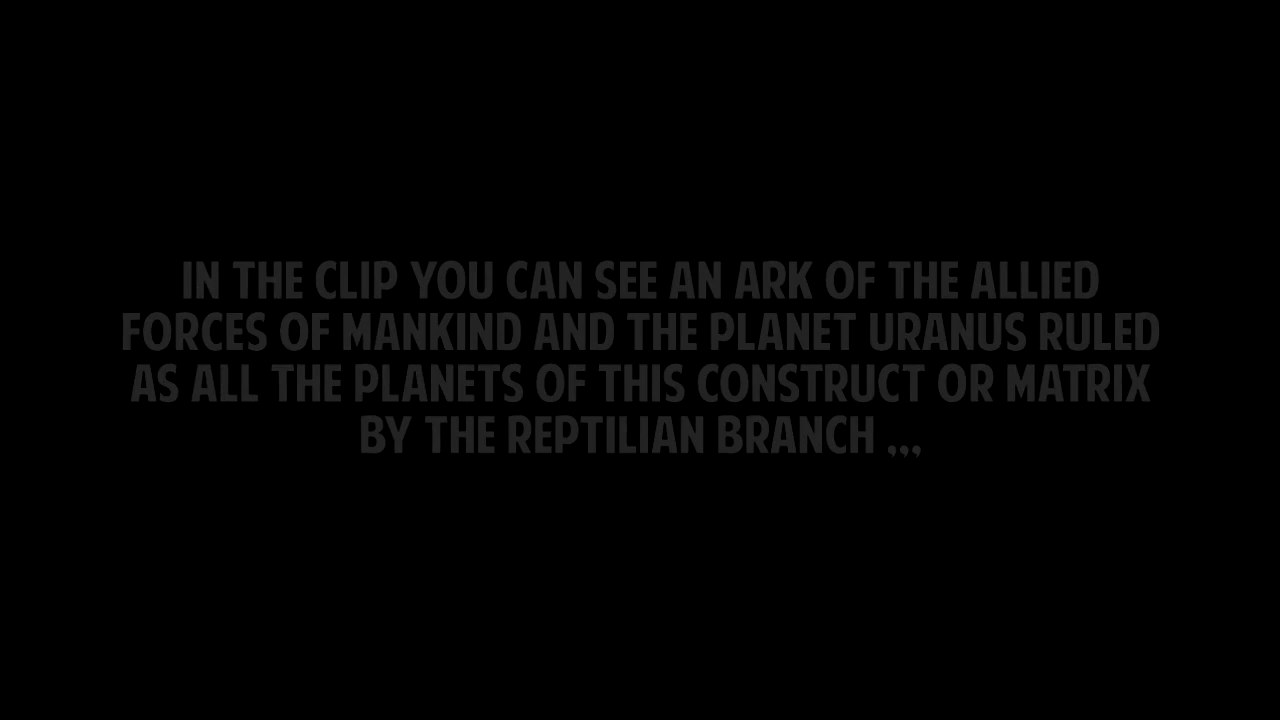 IN THE CLIP YOU CAN SEE AN ARK OF THE ALLIED
FORCES OF MANKIND AND THE PLANET URANUS RULED
AS ALL THE PLANETS OF THIS CONSTRUCT OR MATRIX
BY THE REPTILIAN BRANCH ,,,